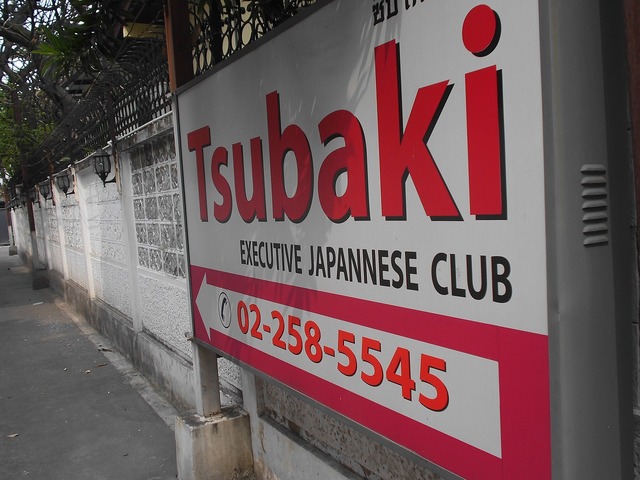 Tsubaki
EXECUTIVE JAPANNESE CLUB
02-258-5545